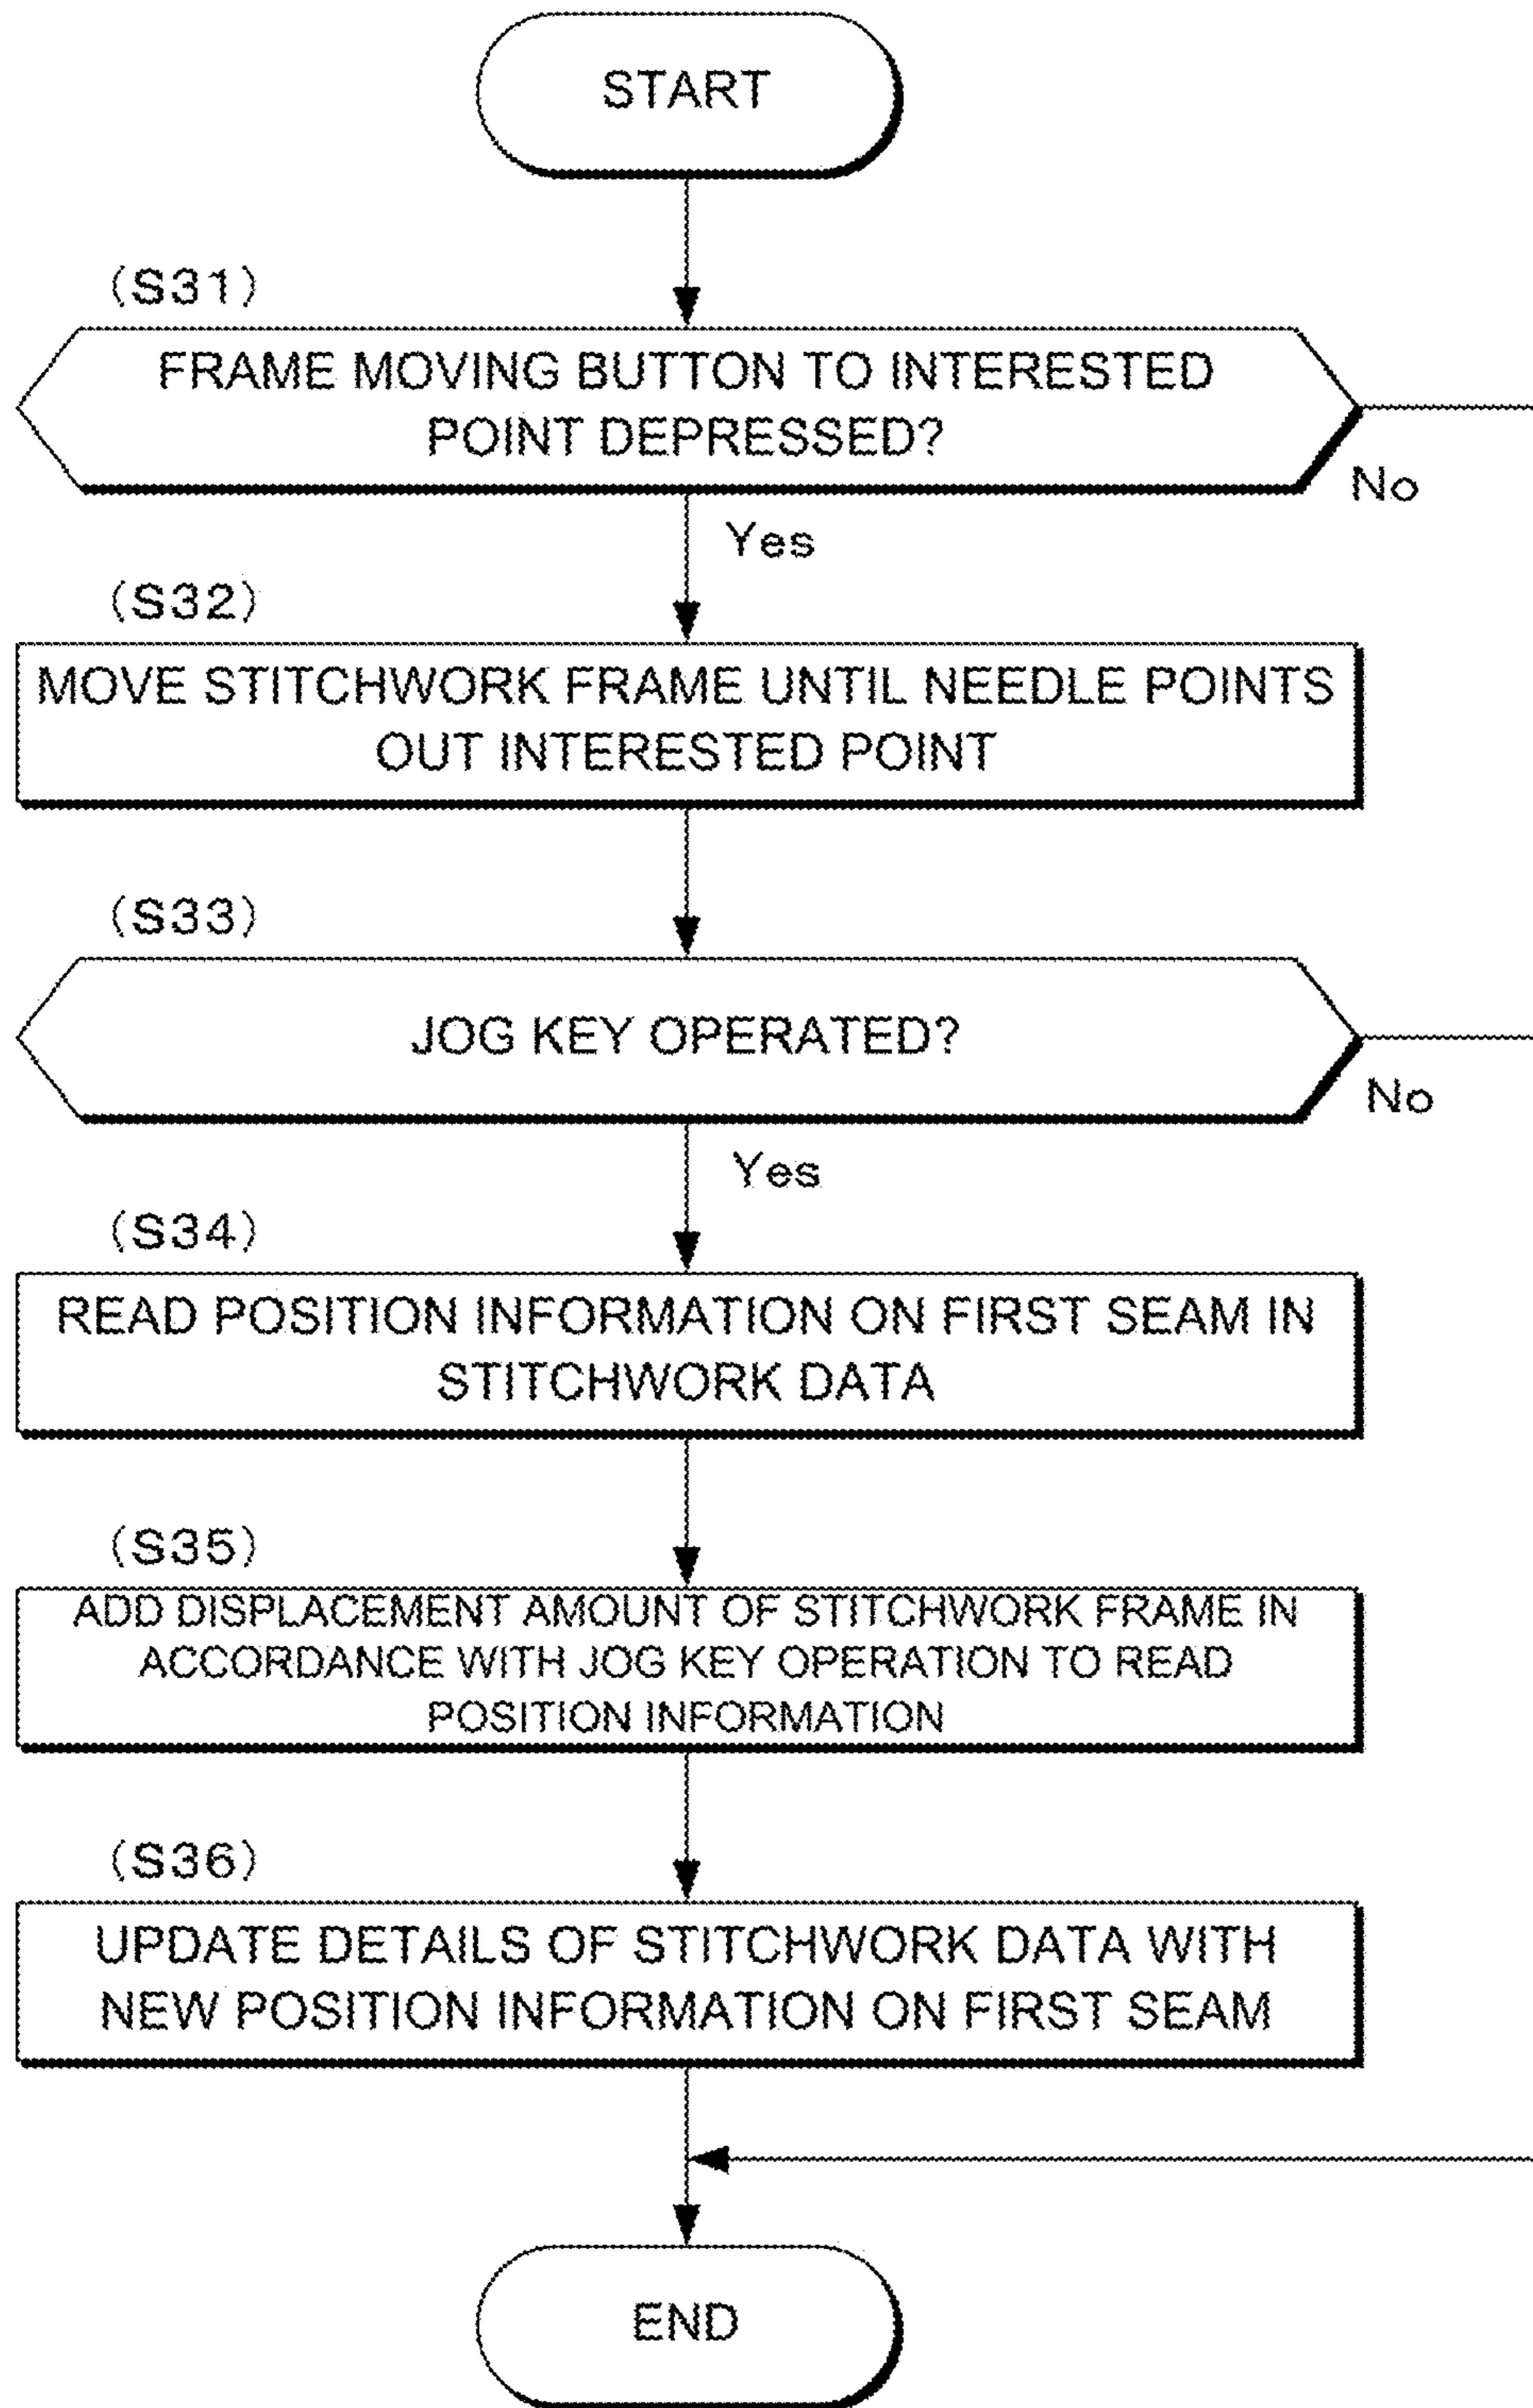 START
(S31)
FRAME MOVING BUTTON TO INTERESTED
POINT DEPRESSED?
No
Yes
(S32)
MOVE STITCHWORK FRAME UNTIL NEEDLE POINTS
OUT INTERESTED POINT
(S33)
JOG KEY OPERATED?
No
Yes
(S34)
READ POSITION INFORMATION ON FIRST SEAM IN
STITCHWORK DATA
(S35)
ADD DISPLACEMENT AMOUNT OF STITCHWORK FRAME IN
ACCORDANCE WITH JOG KEY OPERATION TO READ
POSITION INFORMATION
(S36)
UPDATE DETAILS OF STITCHWORK DATA WITH
NEW POSITION INFORMATION ON FIRST SEAM
END